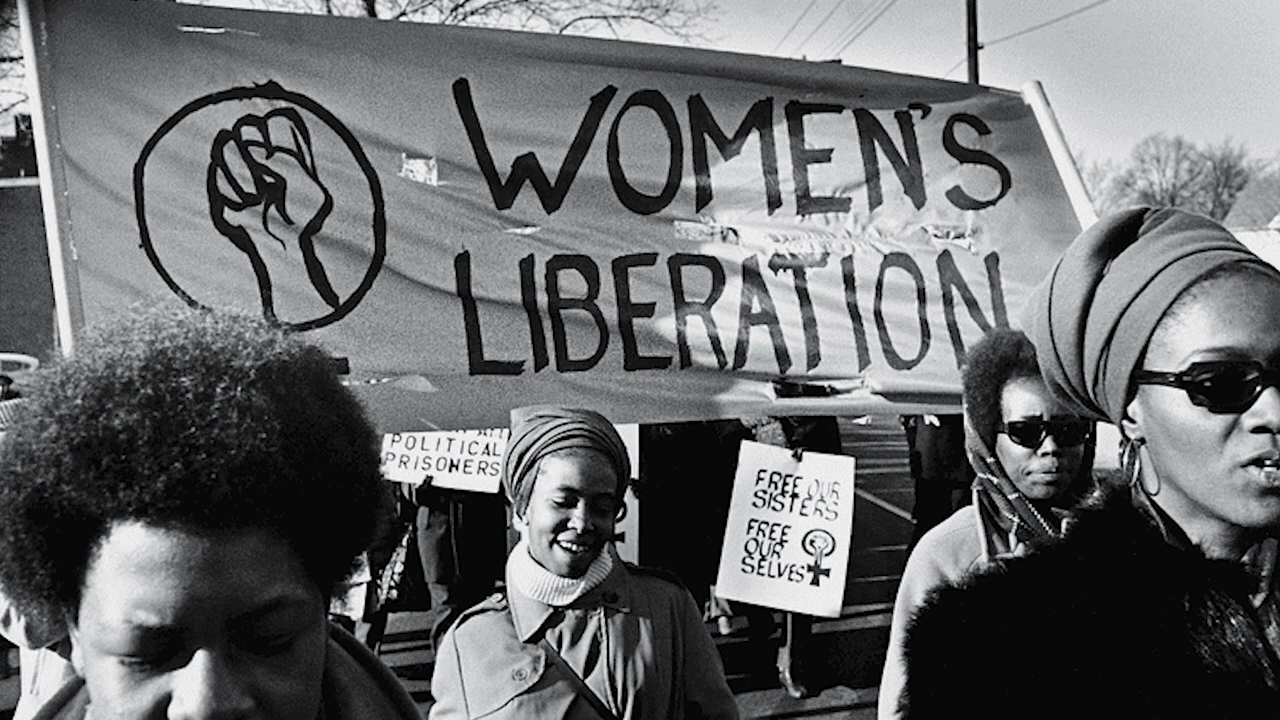 WOMEN'S
LIBERATION
POLITICAL
PRISONERS
FREE OUR
SISTERS
FREE
OUR
SELVES